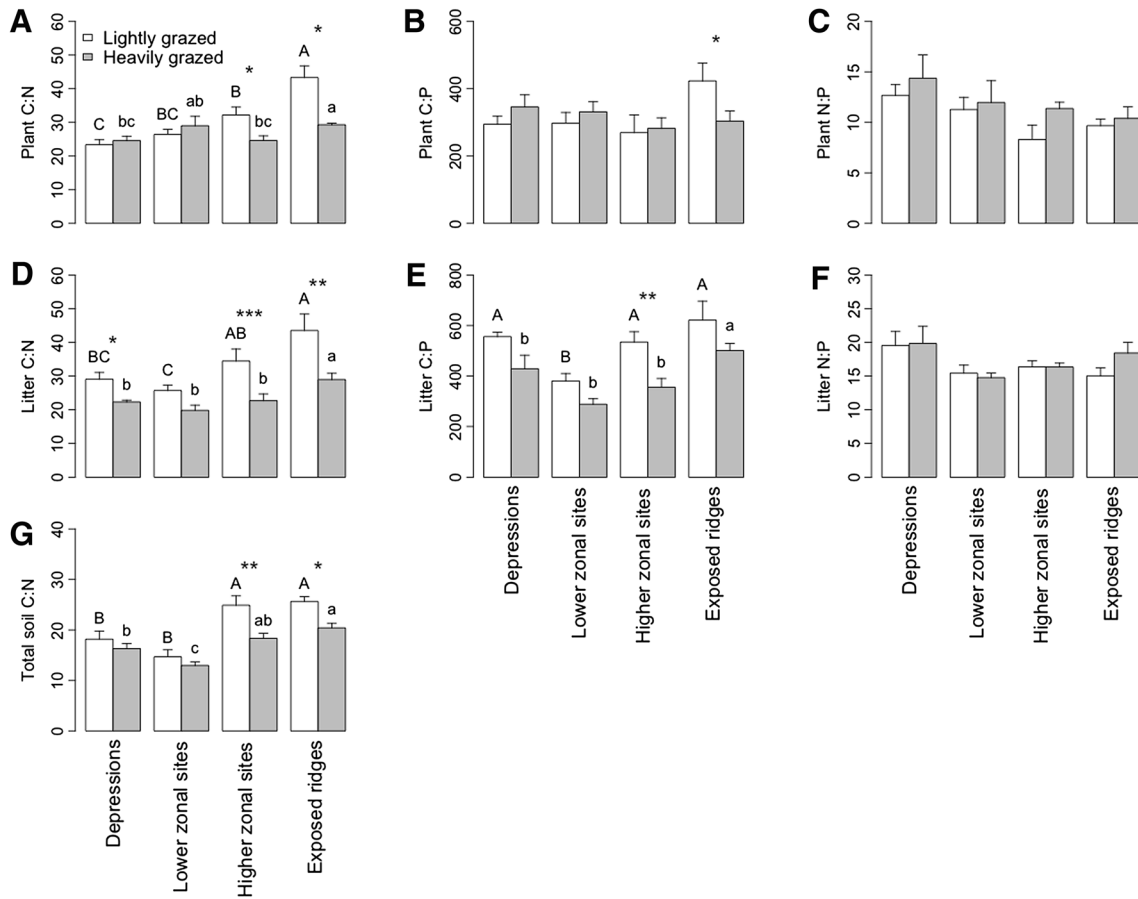 A
Plant C:N
60
50
40
30
20
10
0
Lightly grazed
Heavily grazed
C
bc
BC
ab
B
bc
*
A
a
*
B
Plant C:P
600
400
200
0
*
C
Plant N:P
20
15
10
5
0
D
Litter C:N
60
50
40
30
20
10
0
BC
b
*
C
b
AB
b
***
A
a
**
E
Litter C:P
800
600
400
200
0
A
b
B
b
A
b
**
A
a
Depressions
Lower zonal sites
Higher zonal sites
Exposed ridges
F
Litter N:P
30
25
20
15
10
5
0
Depressions
Lower zonal sites
Higher zonal sites
Exposed ridges
G
Total soil C:N
40
30
20
10
0
B
b
B
c
A
ab
**
A
a
*
Depressions
Lower zonal sites
Higher zonal sites
Exposed ridges